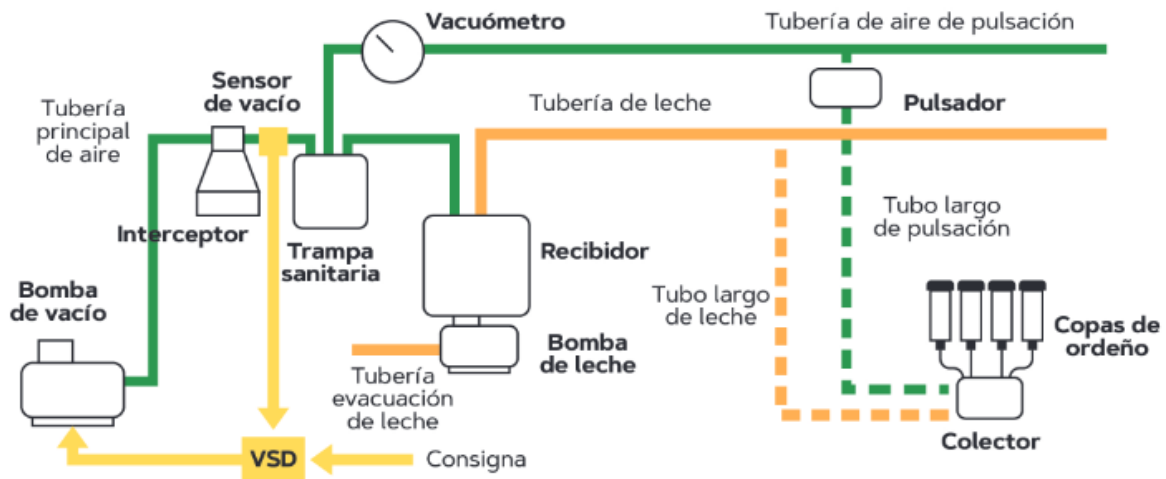 Vacuómetro
Tubería de aire de pulsación
Sensor
de vacío
Tubería
principal
de aire
Tubería de leche
Pulsador
Interceptor
Trampa
sanitaria
Recibidor
Tubo largo
de pulsación
Bomba
de vacío
Tubo largo
de leche
Copas de
ordeño
Bomba
de leche
Tubería
evacuación
de leche
Colector
VSD
Consigna